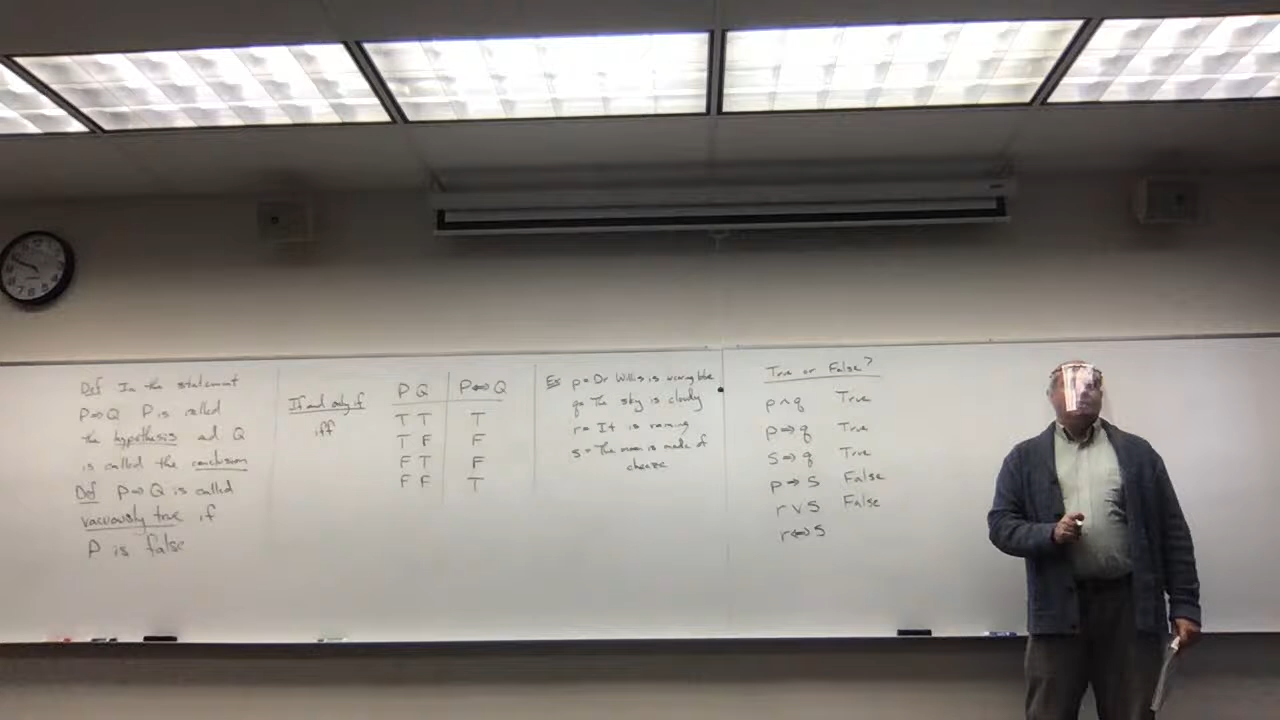 Def In the statement
P⇒Q P is called
the hypothesis ad Q
is called the conclusion
Def P⇒Q is called
vacuously true if
P is false
If and only if
iff
P Q P⇔Q
T T T
T F F
F T F
F F T
Ex p = Dr Willis is wearing blue
q = The sky is cloudy
r = It is raining
s = The moon is made of
cheese
True or False?
p∧q True
p⇒q True
s⇒q True
p⇒s False
r∨s False
r⇔s